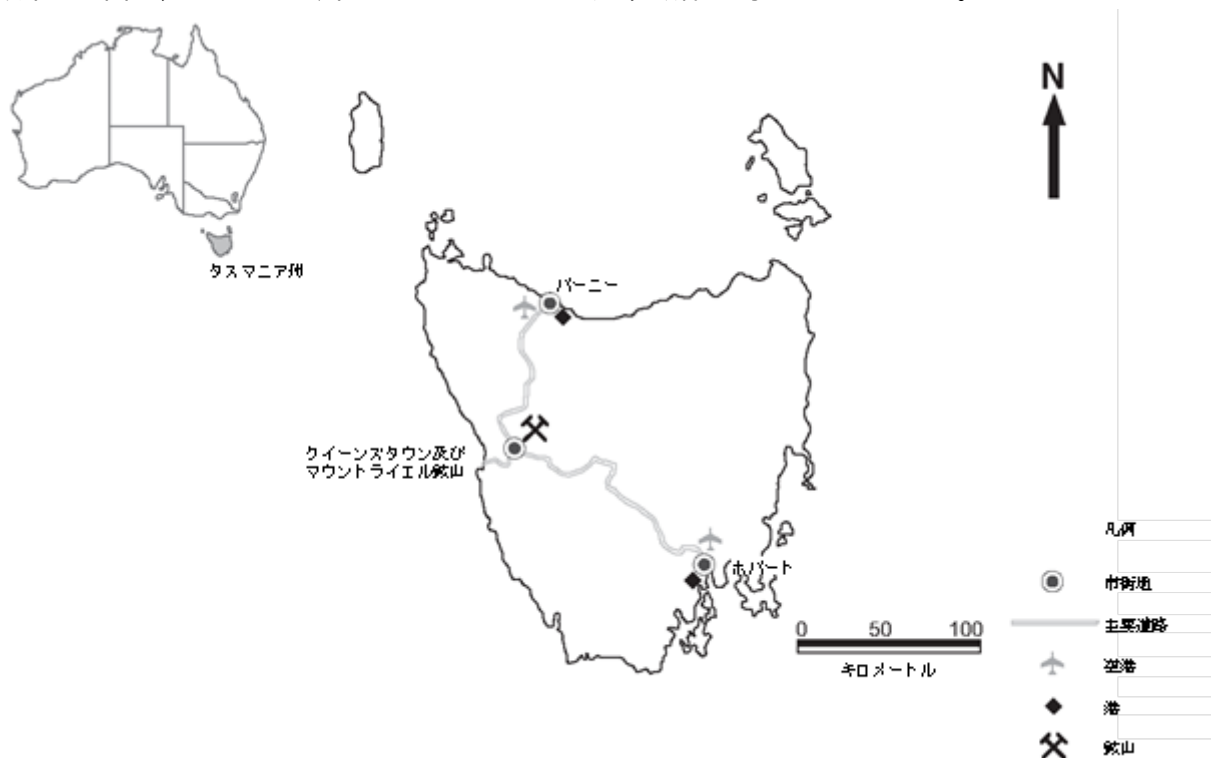 N
タスマニア州
バーニー
クイーンズタウン及び
マウントライエル鉱山
ホバート
0 50 100
キロメートル
凡例
市街地
主要道路
空港
港
鉱山